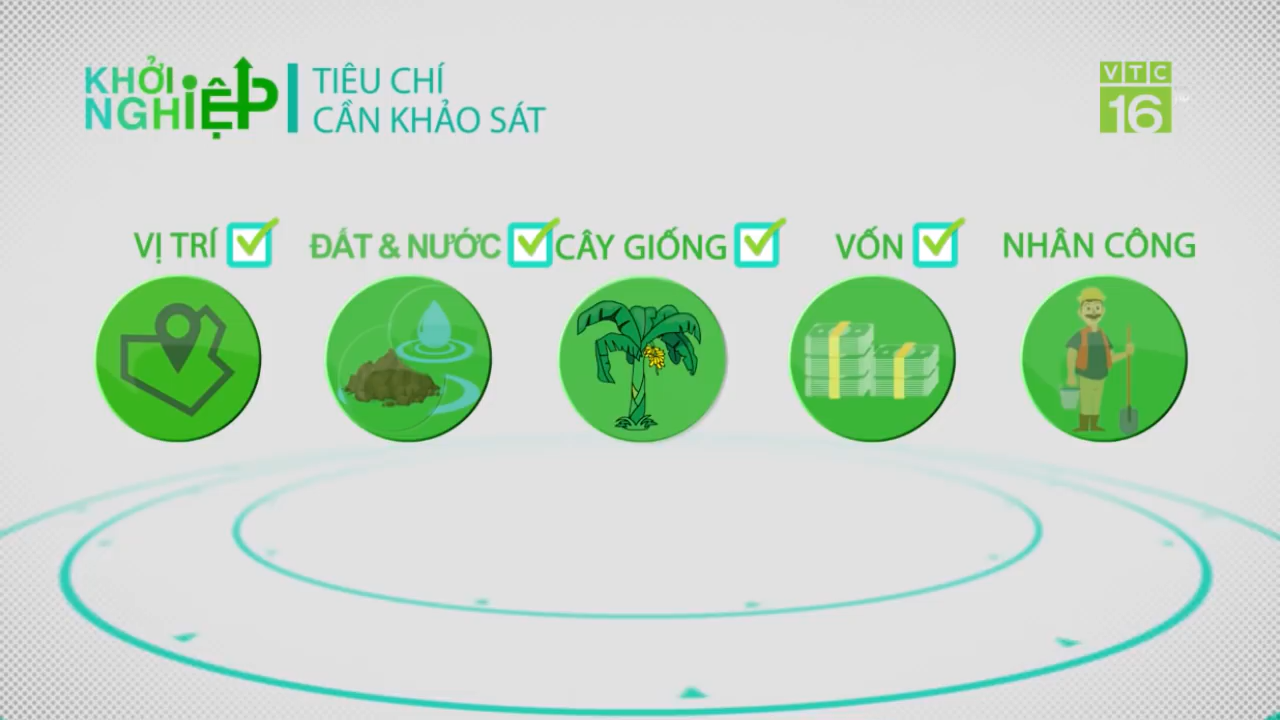 KHỞI
NGHIỆP
TIÊU CHÍ
CẦN KHẢO SÁT
VTC
16
VỊ TRÍ
ĐẤT & NƯỚC
CÂY GIỐNG
VỐN
NHÂN CÔNG